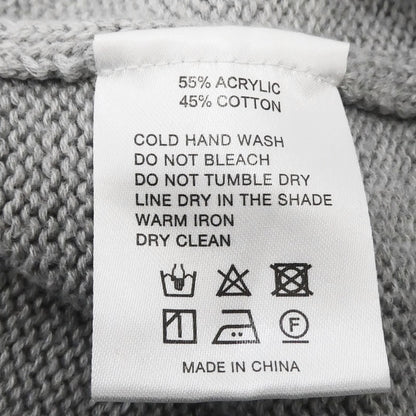 55% ACRYLIC
45% COTTON
COLD HAND WASH
DO NOT BLEACH
DO NOT TUMBLE DRY
LINE DRY IN THE SHADE
WARM IRON
DRY CLEAN
F
MADE IN CHINA